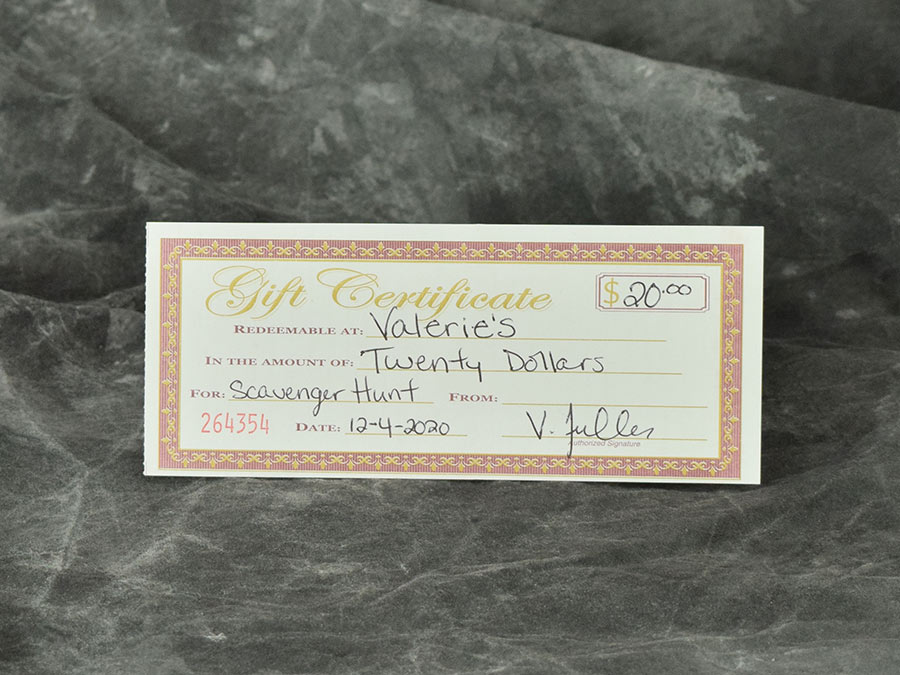 Gift Certificate $20.00
REDEEMABLE AT: Valerie's
IN THE AMOUNT OF: Twenty Dollars
FOR: Scavenger Hunt FROM:
264354 DATE: 12-4-2020 V. Fuller
Authorized Signature